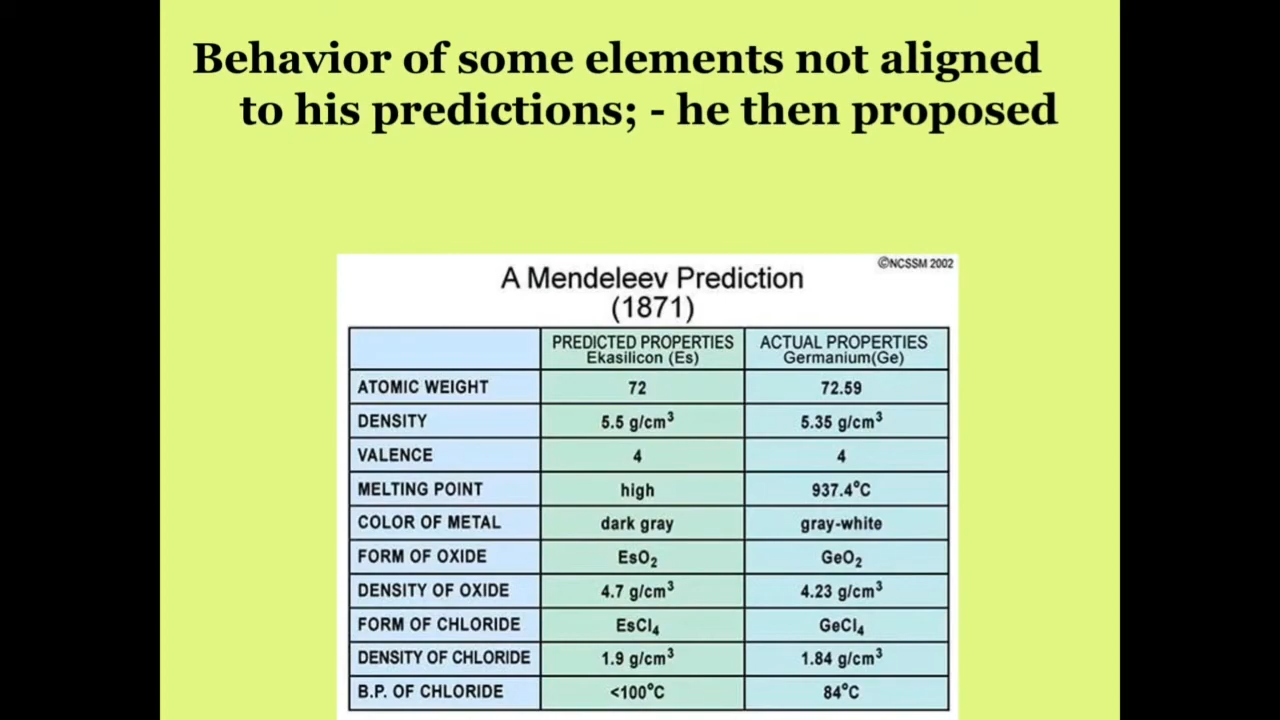 Behavior of some elements not aligned
to his predictions; - he then proposed
©NCSSM 2002
A Mendeleev Prediction
(1871)
PREDICTED PROPERTIES ACTUAL PROPERTIES
Ekasilicon (Es) Germanium(Ge)
ATOMIC WEIGHT 72 72.59
DENSITY 5.5 g/cm³ 5.35 g/cm³
VALENCE 4 4
MELTING POINT high 937.4°C
COLOR OF METAL dark gray gray-white
FORM OF OXIDE EsO₂ GeO₂
DENSITY OF OXIDE 4.7 g/cm³ 4.23 g/cm³
FORM OF CHLORIDE EsCl₄ GeCl₄
DENSITY OF CHLORIDE 1.9 g/cm³ 1.84 g/cm³
B.P. OF CHLORIDE <100°C 84°C